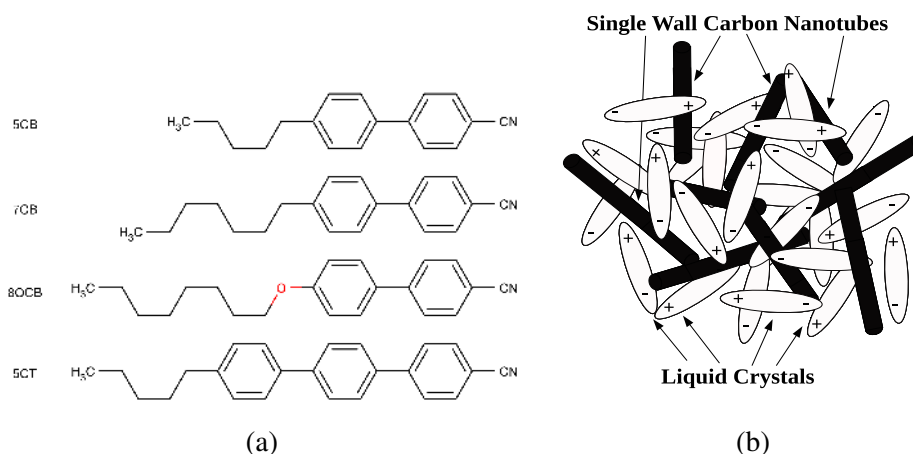 5CB
H₃C
CN
7CB
H₃C
CN
8OCB
H₃C
O
CN
5CT
H₃C
CN
(a)
Single Wall Carbon Nanotubes
Liquid Crystals
(b)